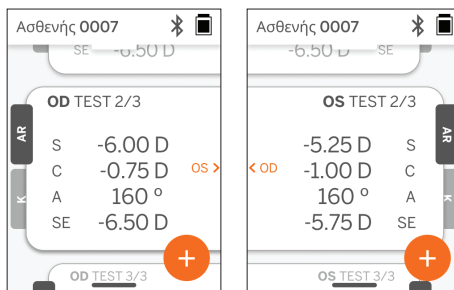 Ασθενής 0007
SE -6.50 D
OD TEST 2/3
AR
K
S -6.00 D
C -0.75 D
A 160 º
SE -6.50 D
OS >
+
OD TEST 3/3
Ασθενής 0007
-6.50 D SE
OS TEST 2/3
AR
K
-5.25 D S
-1.00 D C
160 º A
-5.75 D SE
< OD
+
OS TEST 3/3